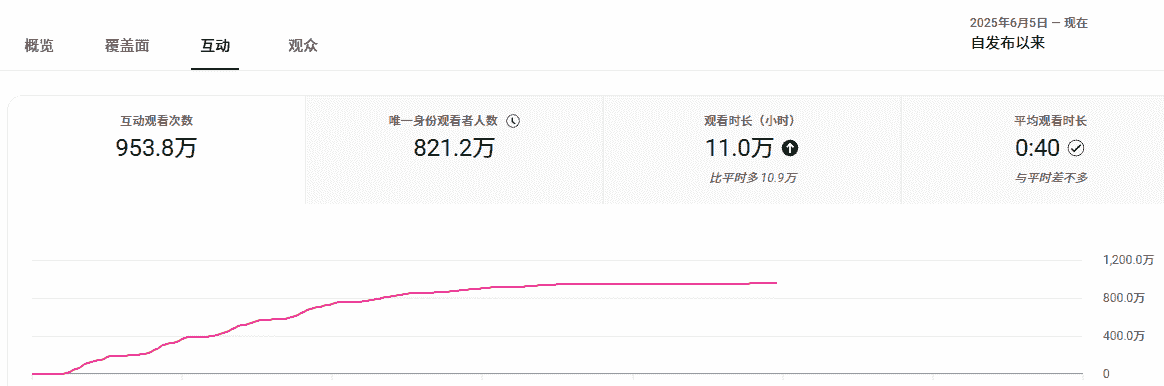 2025年6月5日 – 现在
自发布以来
概览 覆盖面 互动 观众
互动观看次数
953.8万
唯一身份观看者人数
821.2万
观看时长（小时）
11.0万
比平时多 10.9万
平均观看时长
0:40
与平时差不多
1,200.0万
800.0万
400.0万
0